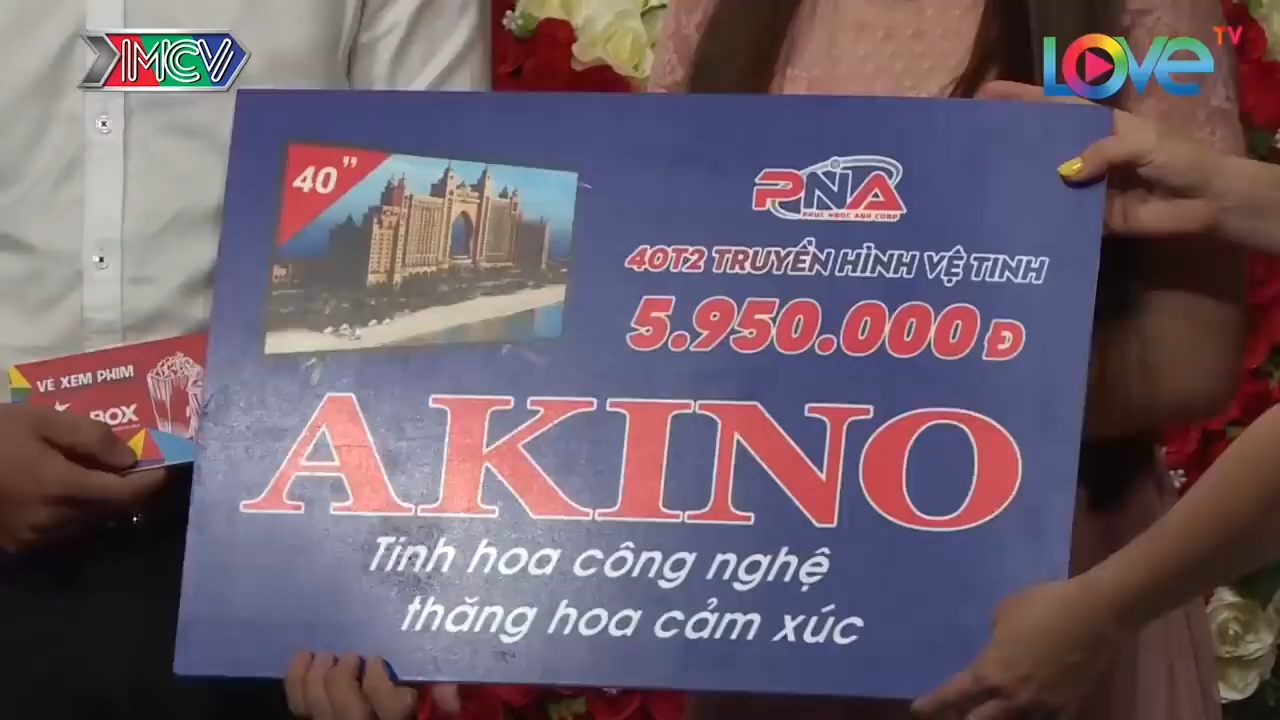 MCV
LOVE TV
40”
PNA
PHUC NGOC ANH CORP
40T2 TRUYỀN HÌNH VỆ TINH
5.950.000 Đ
VÉ XEM PHIM
BOX
AKINO
Tinh hoa công nghệ
thăng hoa cảm xúc